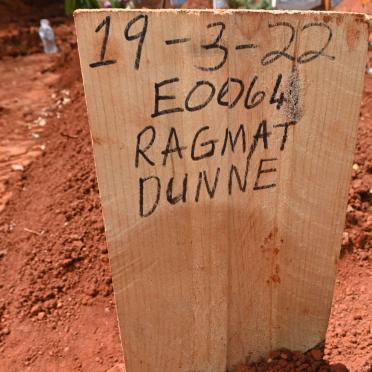 19-3-22
E0064
RAGMAT
DUNNE